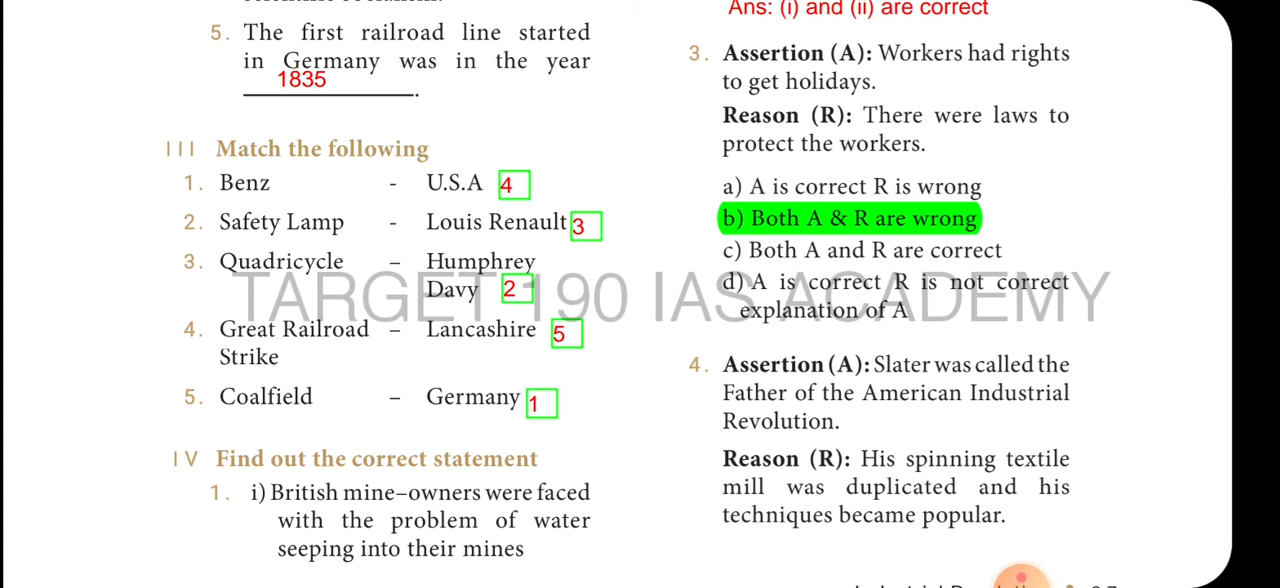 5. The first railroad line started
in Germany was in the year
1835
____________.
III Match the following
1. Benz - U.S.A 4
2. Safety Lamp - Louis Renault 3
3. Quadricycle – Humphrey
Davy 2
4. Great Railroad – Lancashire 5
Strike
5. Coalfield – Germany 1
IV Find out the correct statement
1. i) British mine–owners were faced
with the problem of water
seeping into their mines
Ans: (i) and (ii) are correct
3. Assertion (A): Workers had rights
to get holidays.
Reason (R): There were laws to
protect the workers.
a) A is correct R is wrong
b) Both A & R are wrong
c) Both A and R are correct
d) A is correct R is not correct
explanation of A
4. Assertion (A): Slater was called the
Father of the American Industrial
Revolution.
Reason (R): His spinning textile
mill was duplicated and his
techniques became popular.
TARGET 190 IAS ACADEMY